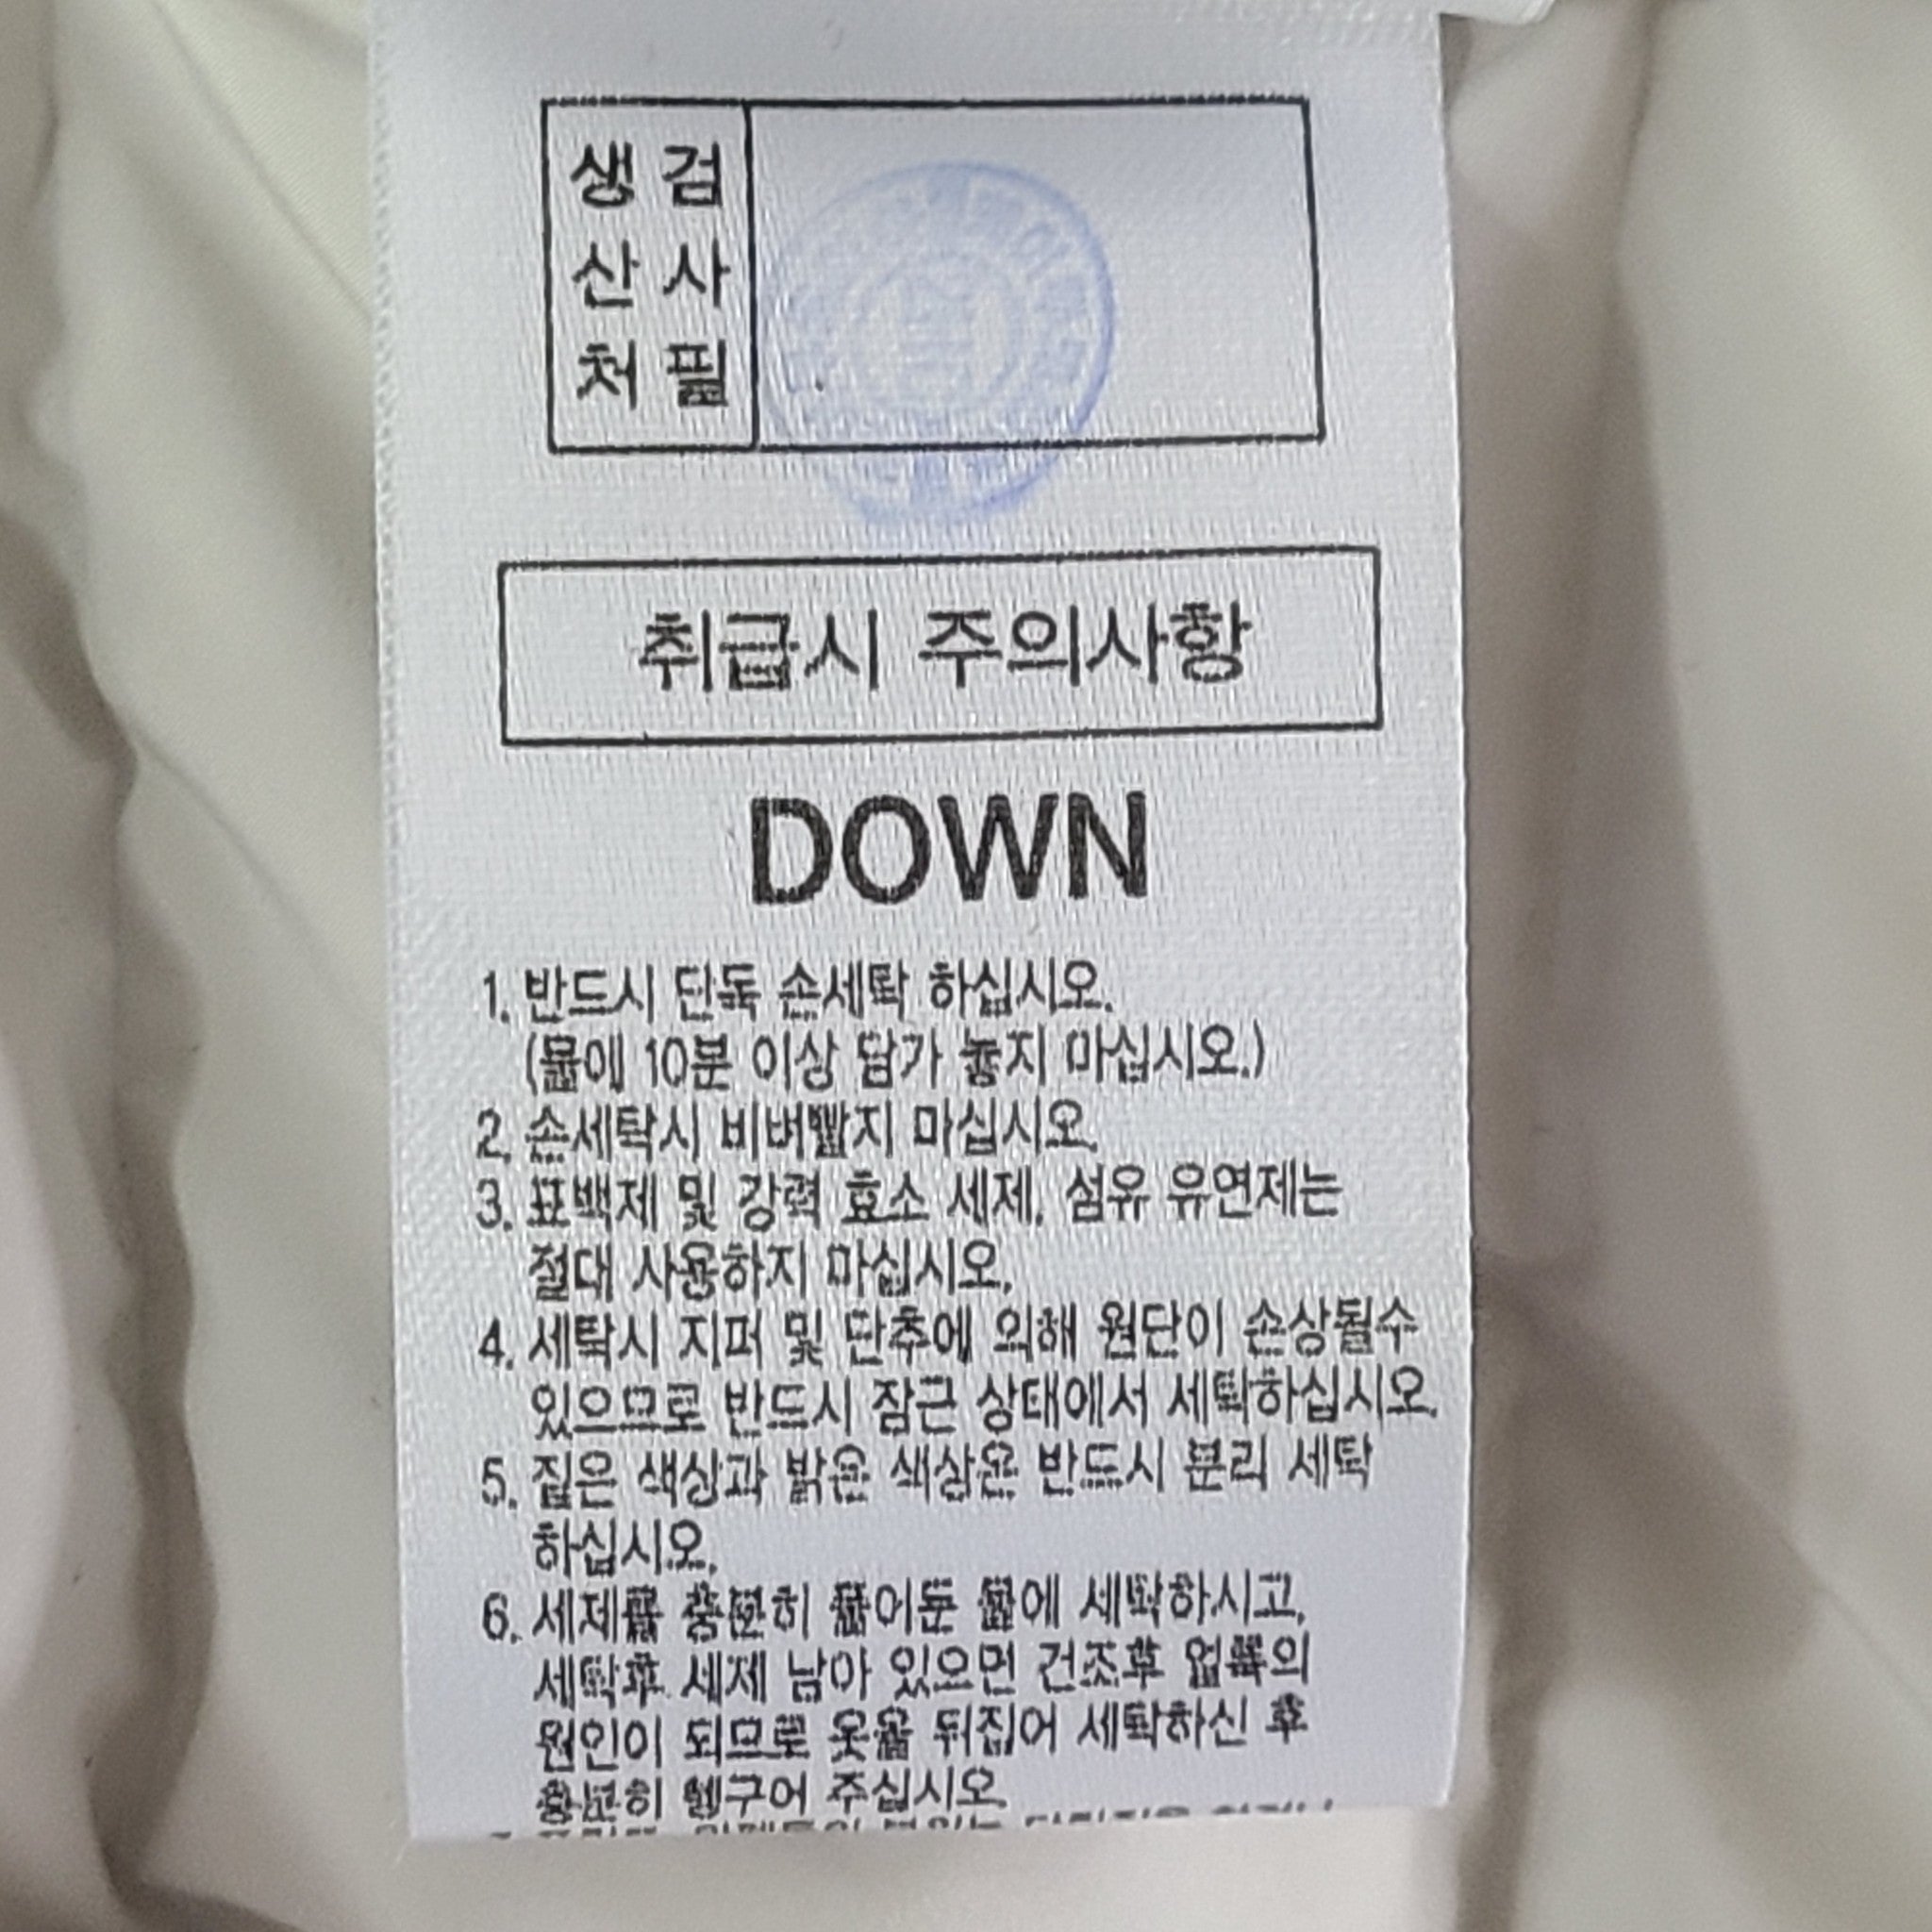 생 검
산 사
처 필
취급시 주의사항
DOWN
1. 반드시 단독 손세탁 하십시오.
(물에 10분 이상 담가 놓지 마십시오.)
2. 손세탁시 비벼빨지 마십시오.
3. 표백제 및 강력 효소 세제, 섬유 유연제는
절대 사용하지 마십시오.
4. 세탁시 지퍼 및 단추에 의해 원단이 손상될수
있으므로 반드시 잠근 상태에서 세탁하십시오.
5. 짙은 색상과 밝은 색상은 반드시 분리 세탁
하십시오.
6. 세제를 충분히 풀어둔 물에 세탁하시고,
세탁후 세제 남아 있으면 건조후 얼룩의
원인이 되므로 옷을 뒤집어 세탁하신 후
충분히 헹구어 주십시오